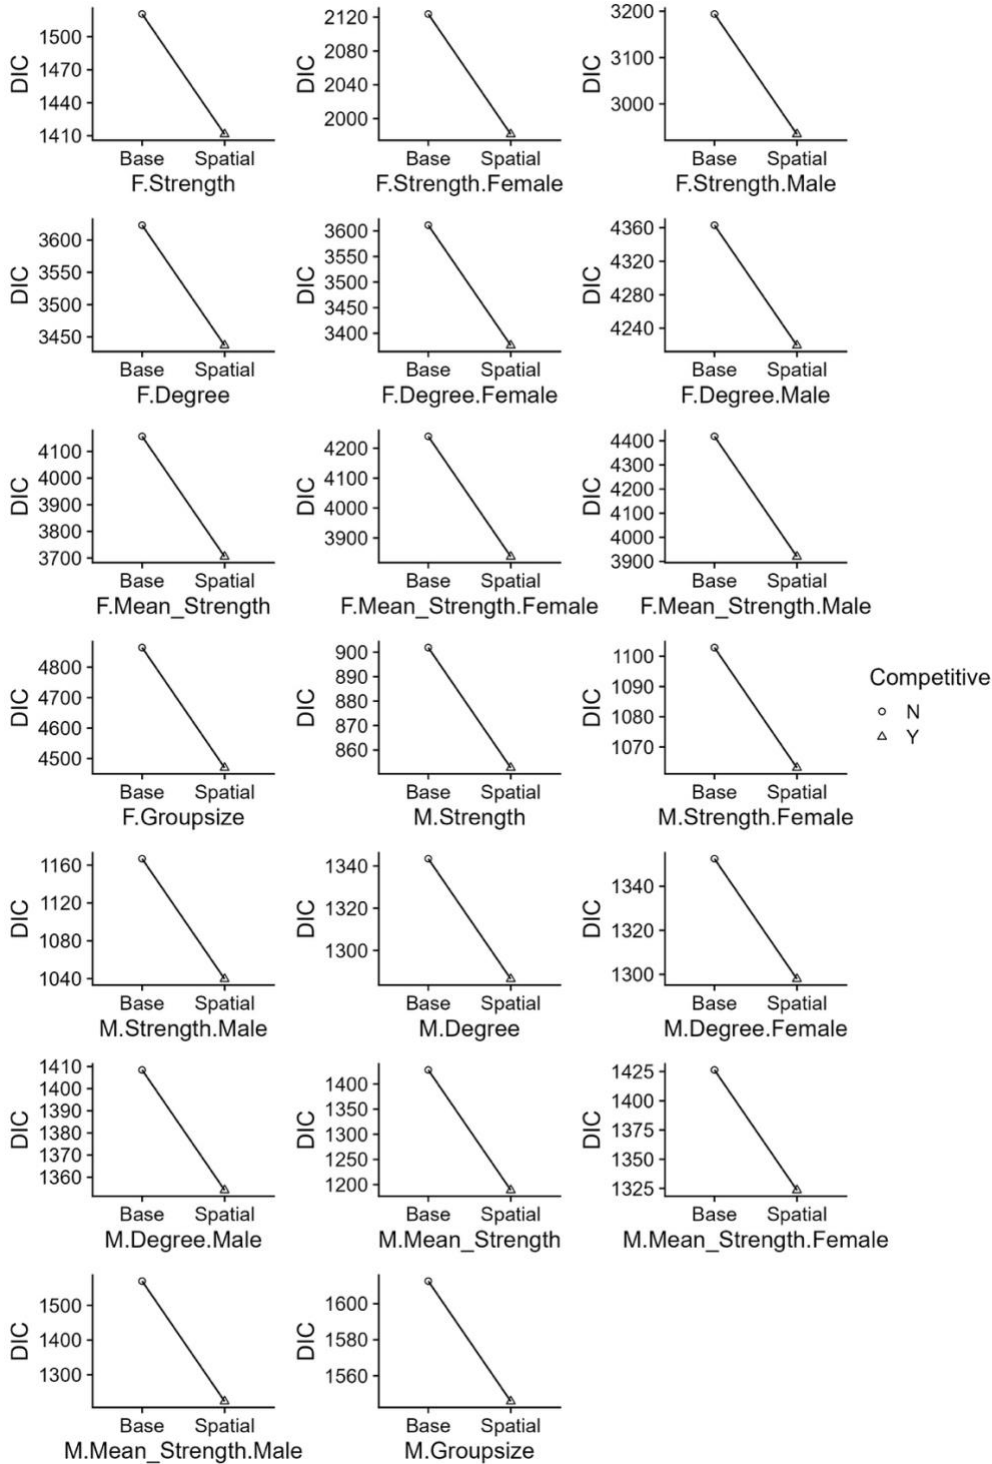 DIC
1500
1470
1440
1410
Base Spatial
F.Strength
DIC
2120
2080
2040
2000
Base Spatial
F.Strength.Female
DIC
3200
3100
3000
Base Spatial
F.Strength.Male
DIC
3600
3550
3500
3450
Base Spatial
F.Degree
DIC
3600
3550
3500
3450
3400
Base Spatial
F.Degree.Female
DIC
4360
4320
4280
4240
Base Spatial
F.Degree.Male
DIC
4100
4000
3900
3800
3700
Base Spatial
F.Mean_Strength
DIC
4200
4100
4000
3900
Base Spatial
F.Mean_Strength.Female
DIC
4400
4300
4200
4100
4000
3900
Base Spatial
F.Mean_Strength.Male
DIC
4800
4700
4600
4500
Base Spatial
F.Groupsize
DIC
900
890
880
870
860
Base Spatial
M.Strength
DIC
1100
1090
1080
1070
Base Spatial
M.Strength.Female
Competitive
N
Y
DIC
1160
1120
1080
1040
Base Spatial
M.Strength.Male
DIC
1340
1320
1300
Base Spatial
M.Degree
DIC
1340
1320
1300
Base Spatial
M.Degree.Female
DIC
1410
1400
1390
1380
1370
1360
Base Spatial
M.Degree.Male
DIC
1400
1350
1300
1250
1200
Base Spatial
M.Mean_Strength
DIC
1425
1400
1375
1350
1325
Base Spatial
M.Mean_Strength.Female
DIC
1500
1400
1300
Base Spatial
M.Mean_Strength.Male
DIC
1600
1580
1560
Base Spatial
M.Groupsize